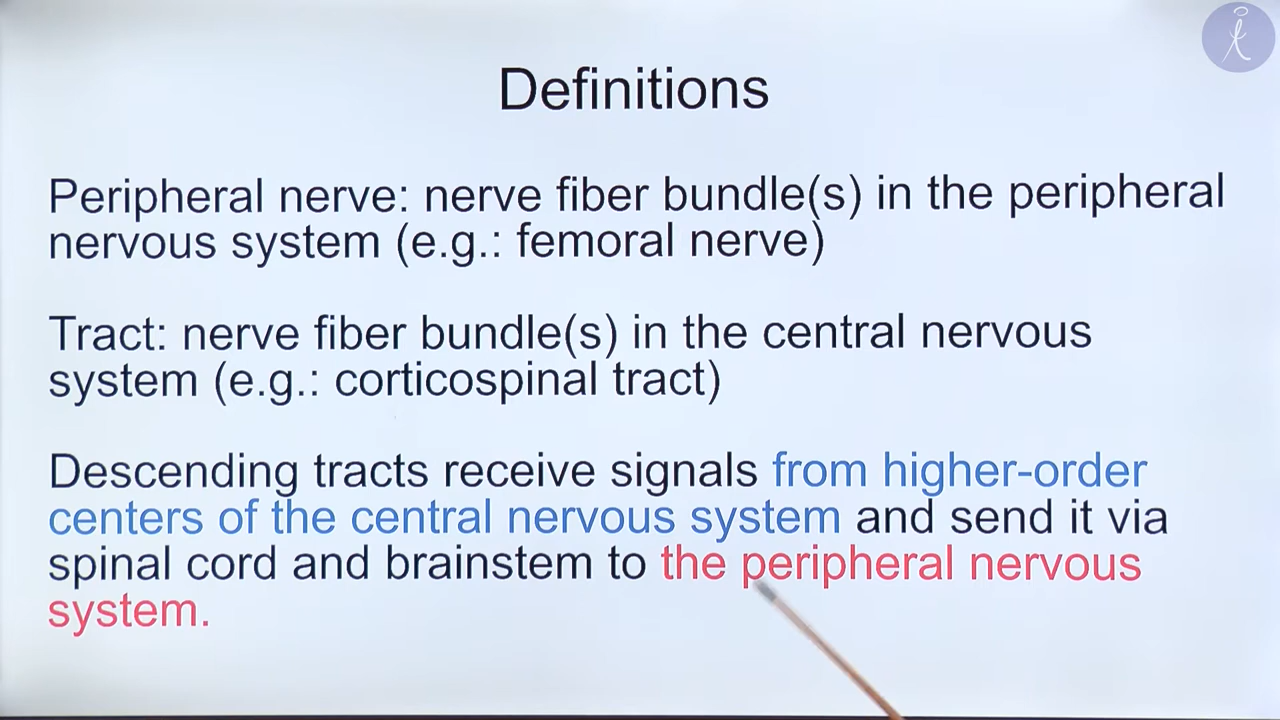 Definitions
Peripheral nerve: nerve fiber bundle(s) in the peripheral
nervous system (e.g.: femoral nerve)
Tract: nerve fiber bundle(s) in the central nervous
system (e.g.: corticospinal tract)
Descending tracts receive signals from higher-order
centers of the central nervous system and send it via
spinal cord and brainstem to the peripheral nervous
system.